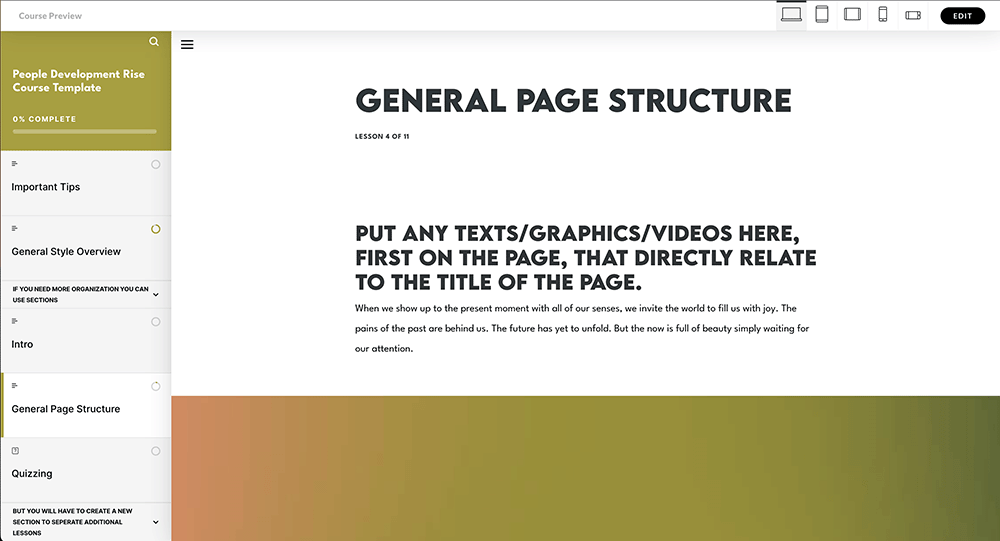 Course Preview
EDIT
People Development Rise
Course Template
0% COMPLETE
Important Tips
General Style Overview
IF YOU NEED MORE ORGANIZATION YOU CAN
USE SECTIONS
Intro
General Page Structure
Quizzing
BUT YOU WILL HAVE TO CREATE A NEW
SECTION TO SEPERATE ADDITIONAL
LESSONS
GENERAL PAGE STRUCTURE
LESSON 4 OF 11
PUT ANY TEXTS/GRAPHICS/VIDEOS HERE,
FIRST ON THE PAGE, THAT DIRECTLY RELATE
TO THE TITLE OF THE PAGE.
When we show up to the present moment with all of our senses, we invite the world to fill us with joy. The
pains of the past are behind us. The future has yet to unfold. But the now is full of beauty simply waiting for
our attention.